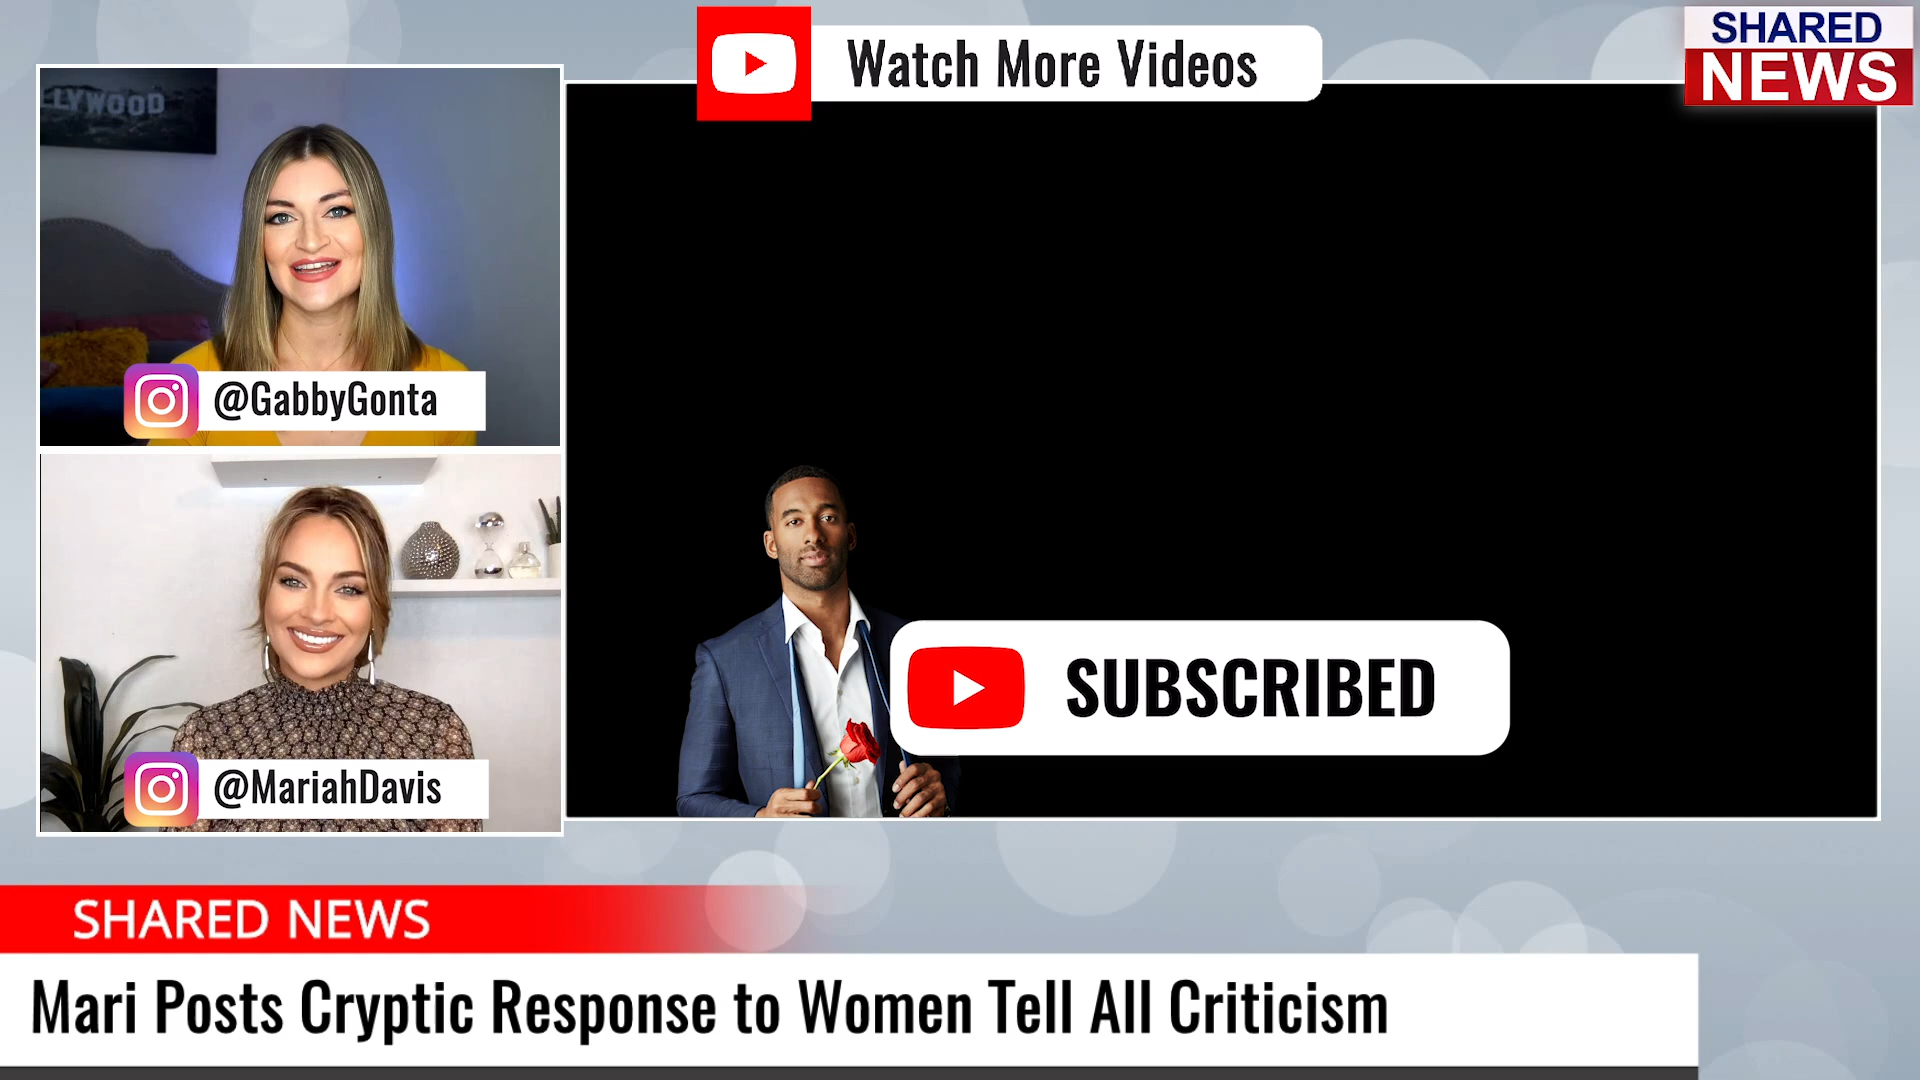 Watch More Videos
SHARED
NEWS
LLYWOOD
@GabbyGonta
@MariahDavis
SUBSCRIBED
SHARED NEWS
Mari Posts Cryptic Response to Women Tell All Criticism